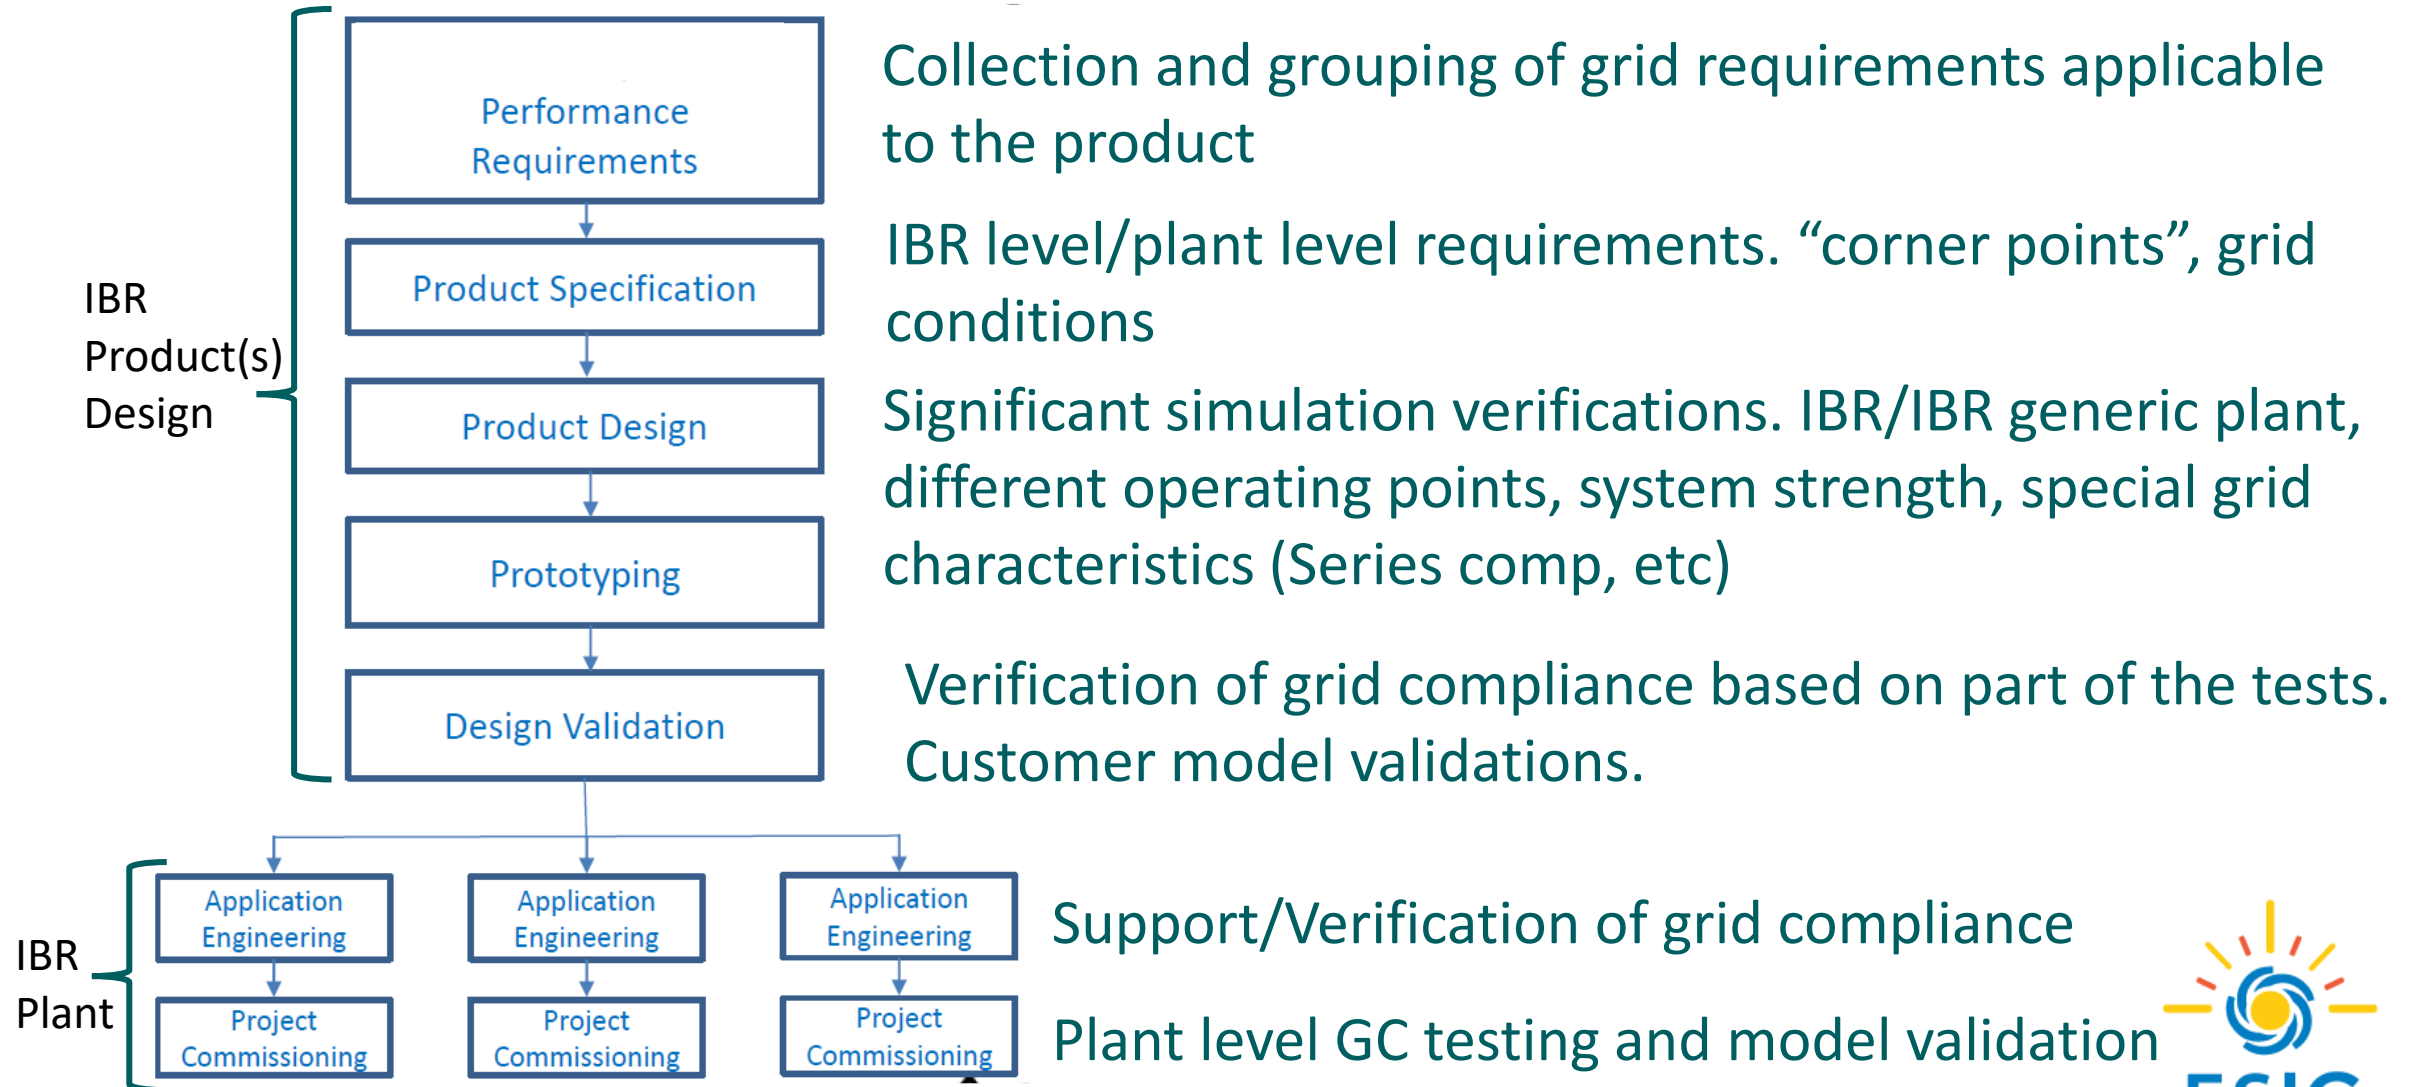 Performance
Requirements
Collection and grouping of grid requirements applicable
to the product
Product Specification
IBR level/plant level requirements. “corner points”, grid
conditions
IBR
Product(s)
Design
Product Design
Significant simulation verifications. IBR/IBR generic plant,
different operating points, system strength, special grid
characteristics (Series comp, etc)
Prototyping
Design Validation
Verification of grid compliance based on part of the tests.
Customer model validations.
IBR
Plant
Application
Engineering
Application
Engineering
Application
Engineering
Support/Verification of grid compliance
Project
Commissioning
Project
Commissioning
Project
Commissioning
Plant level GC testing and model validation
ESIG